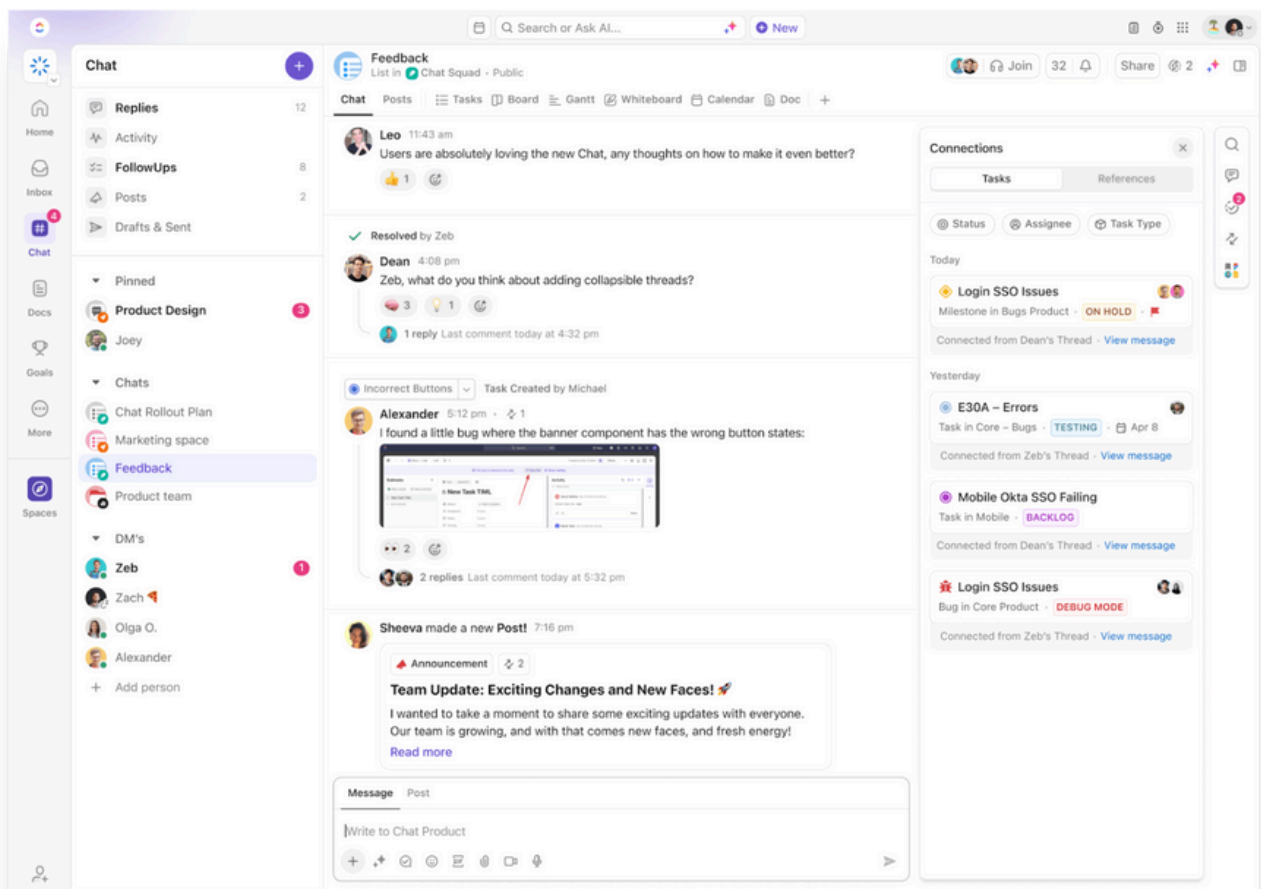 Search or Ask AI...
New
Home
Inbox
4
Chat
Docs
Goals
More
Spaces
Chat
Replies 12
Activity
FollowUps 8
Posts 2
Drafts & Sent
Pinned
Product Design 3
Joey
Chats
Chat Rollout Plan
Marketing space
Feedback
Product team
DM's
Zeb 1
Zach
Olga O.
Alexander
+ Add person
Feedback
List in Chat Squad • Public
Join 32 Share 2
Chat Posts Tasks Board Gantt Whiteboard Calendar Doc +
Leo 11:43 am
Users are absolutely loving the new Chat, any thoughts on how to make it even better?
1
Resolved by Zeb
Dean 4:08 pm
Zeb, what do you think about adding collapsible threads?
3 1
1 reply Last comment today at 4:32 pm
Incorrect Buttons Task Created by Michael
Alexander 5:12 pm • 1
I found a little bug where the banner component has the wrong button states:
New Task TIML
2
2 replies Last comment today at 5:32 pm
Sheeva made a new Post! 7:16 pm
Announcement 2
Team Update: Exciting Changes and New Faces!
I wanted to take a moment to share some exciting updates with everyone.
Our team is growing, and with that comes new faces, and fresh energy!
Read more
Message Post
Write to Chat Product
Connections
Tasks References
Status Assignee Task Type
Today
Login SSO Issues
Milestone in Bugs Product • ON HOLD •
Connected from Dean's Thread • View message
Yesterday
E30A – Errors
Task in Core – Bugs • TESTING • Apr 8
Connected from Zeb's Thread • View message
Mobile Okta SSO Failing
Task in Mobile • BACKLOG
Connected from Dean's Thread • View message
Login SSO Issues
Bug in Core Product • DEBUG MODE
Connected from Zeb's Thread • View message
2